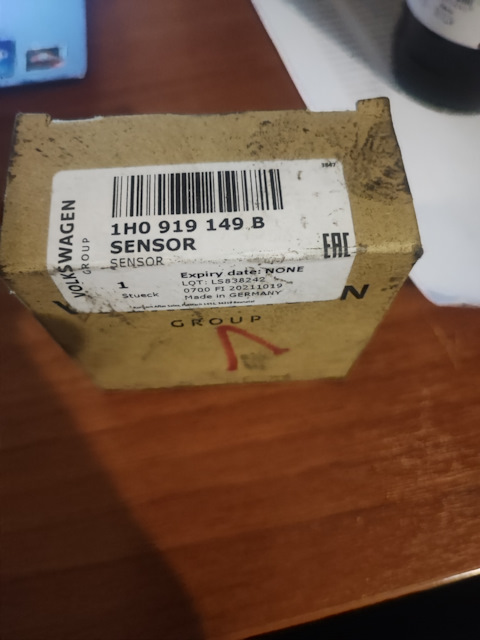 1H0 919 149 B
SENSOR
SENSOR
VOLKSWAGEN
GROUP
EAC
1
Stueck
Expiry date: NONE
LOT: LS838242
0700 FI 20211019
Made in GERMANY
N
GROUP